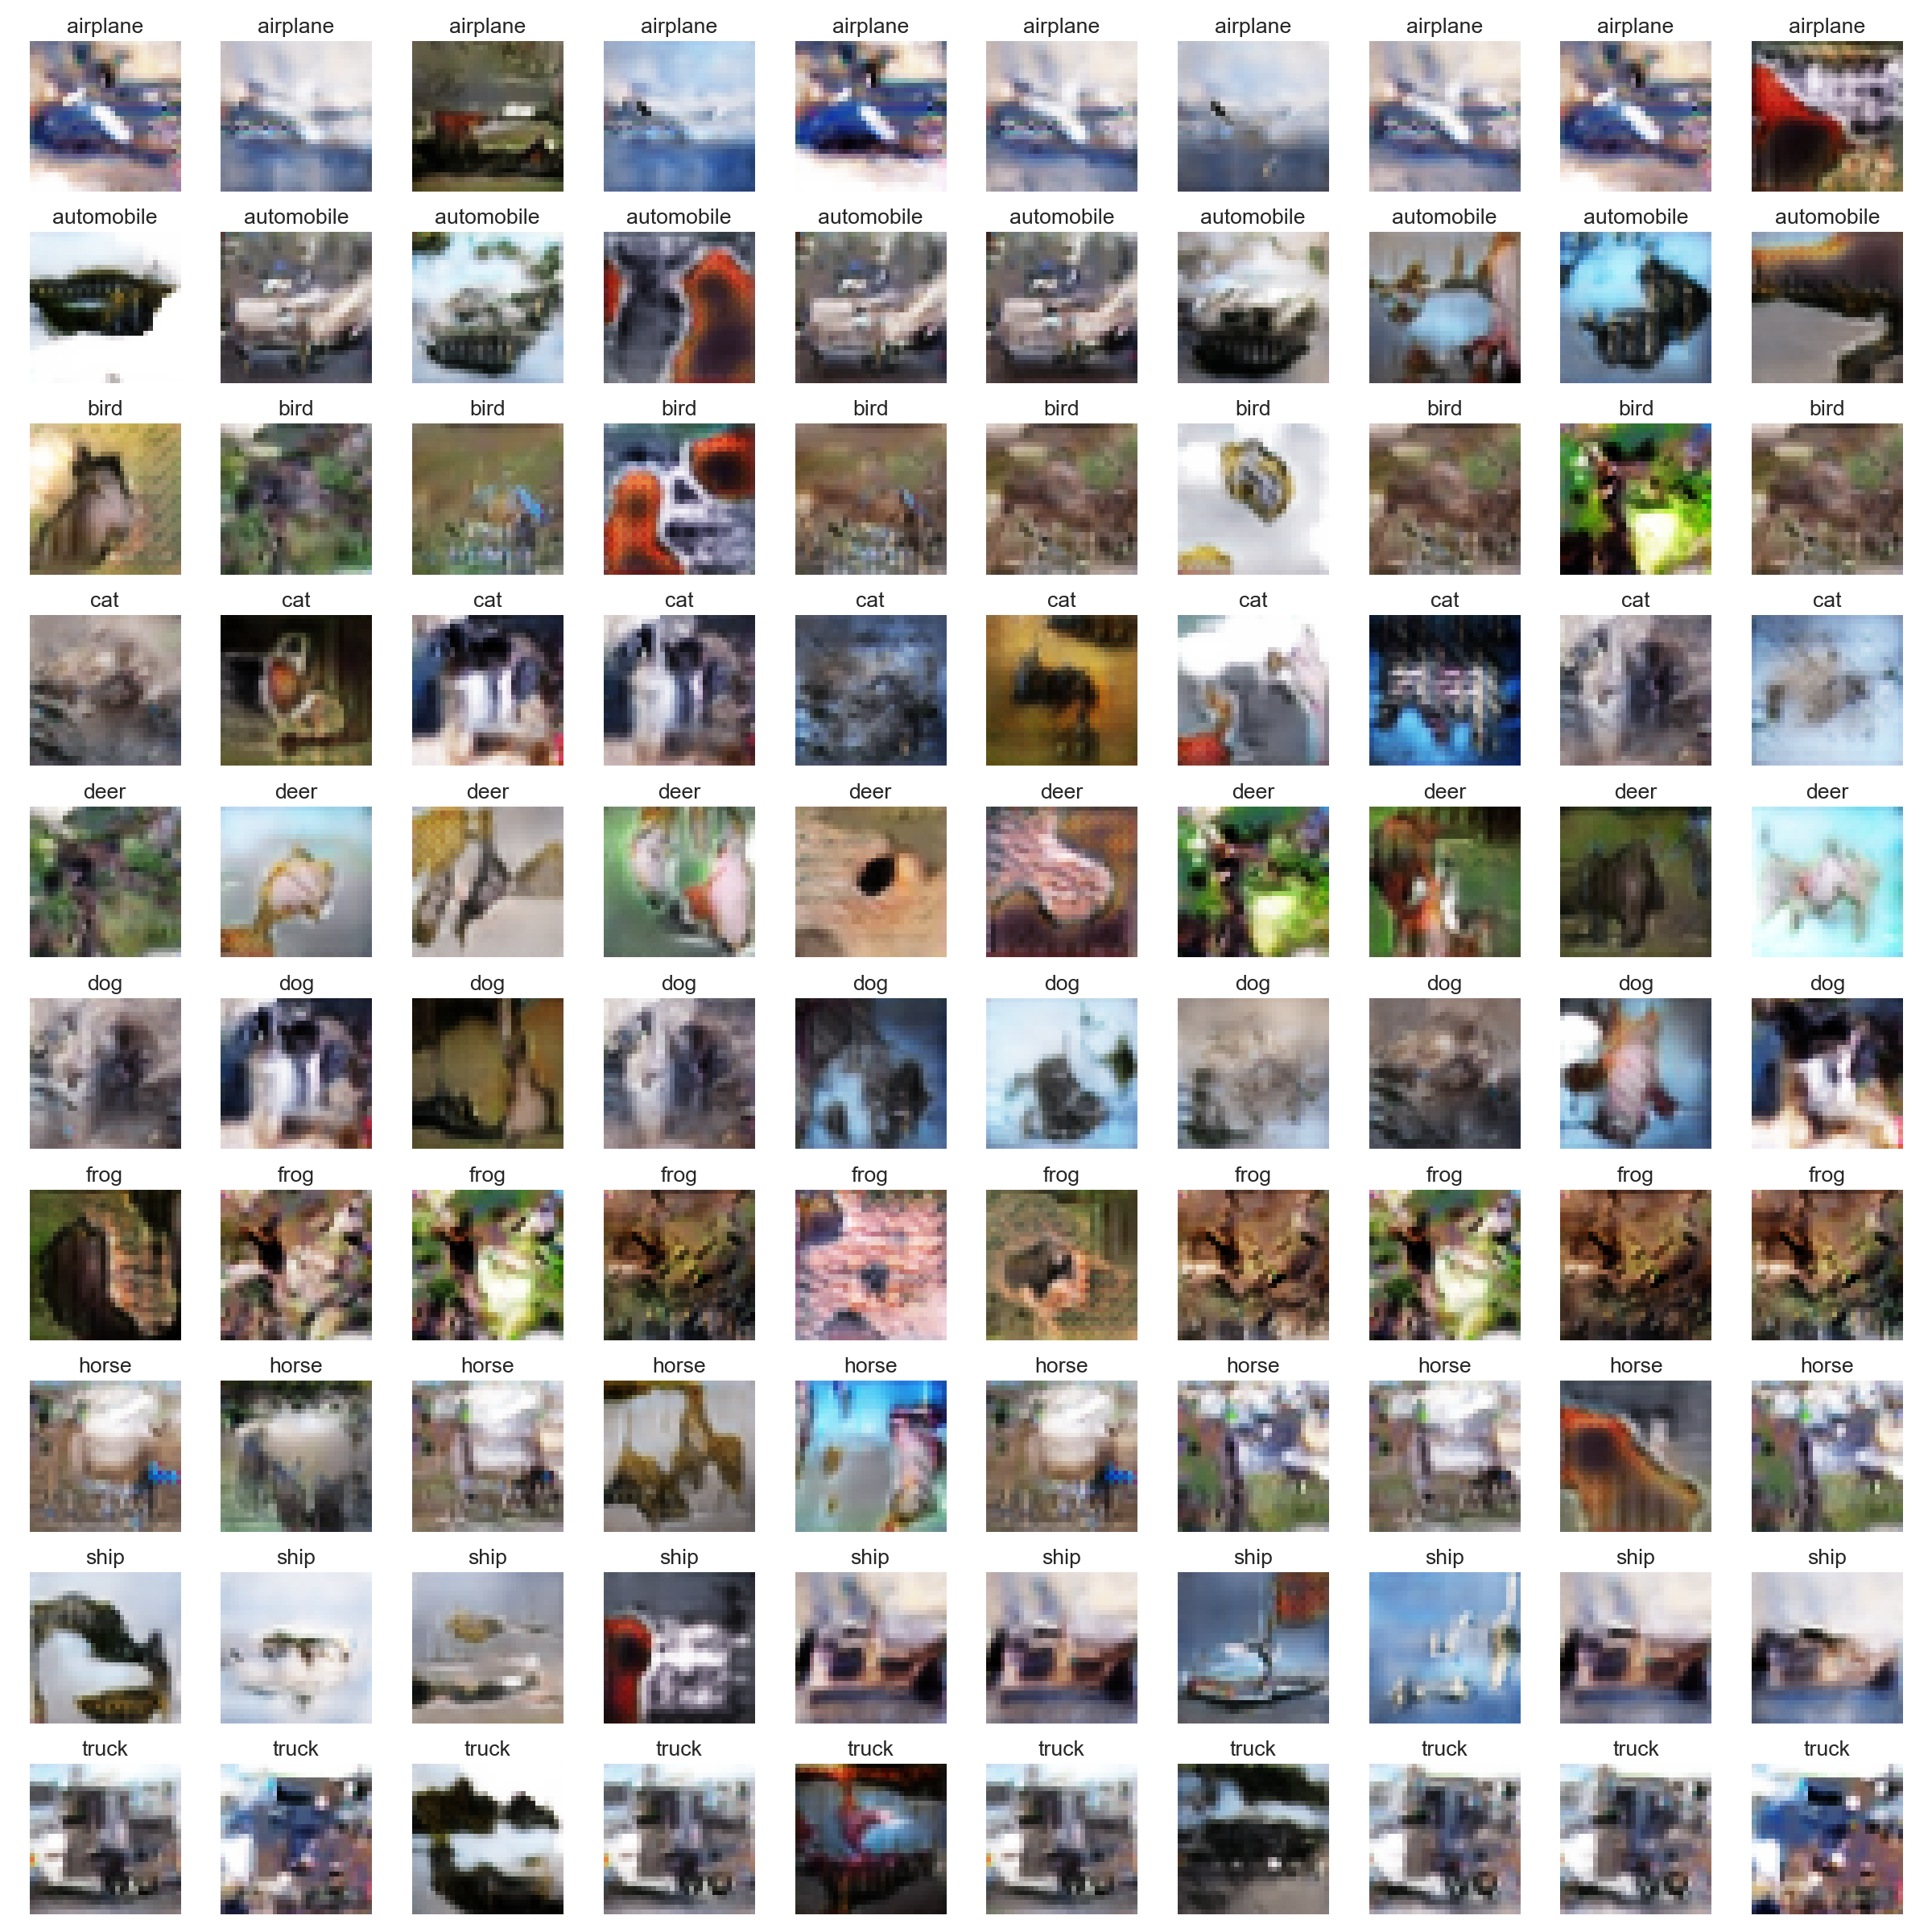 airplane airplane airplane airplane airplane airplane airplane airplane airplane airplane
automobile automobile automobile automobile automobile automobile automobile automobile automobile automobile
bird bird bird bird bird bird bird bird bird bird
cat cat cat cat cat cat cat cat cat cat
deer deer deer deer deer deer deer deer deer deer
dog dog dog dog dog dog dog dog dog dog
frog frog frog frog frog frog frog frog frog frog
horse horse horse horse horse horse horse horse horse horse
ship ship ship ship ship ship ship ship ship ship
truck truck truck truck truck truck truck truck truck truck